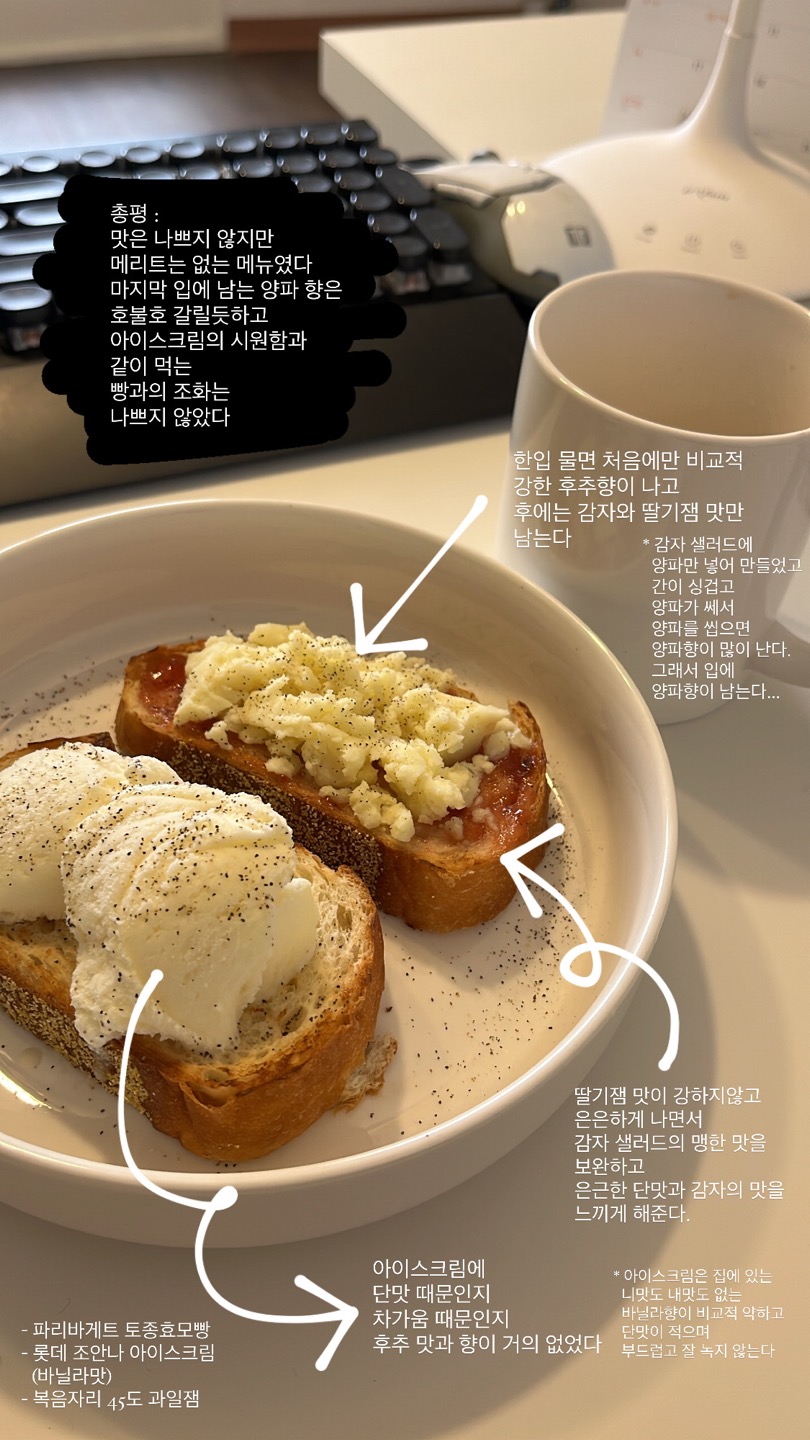 총평 :
맛은 나쁘지 않지만
메리트는 없는 메뉴였다
마지막 입에 남는 양파 향은
호불호 갈릴듯하고
아이스크림의 시원함과
같이 먹는
빵과의 조화는
나쁘지 않았다
한입 물면 처음에만 비교적
강한 후추향이 나고
후에는 감자와 딸기잼 맛만
남는다
* 감자 샐러드에
양파만 넣어 만들었고
간이 싱겁고
양파가 쎄서
양파를 씹으면
양파향이 많이 난다.
그래서 입에
양파향이 남는다...
딸기잼 맛이 강하지않고
은은하게 나면서
감자 샐러드의 맹한 맛을
보완하고
은근한 단맛과 감자의 맛을
느끼게 해준다.
아이스크림에
단맛 때문인지
차가움 때문인지
후추 맛과 향이 거의 없었다
* 아이스크림은 집에 있는
니맛도 내맛도 없는
바닐라향이 비교적 약하고
단맛이 적으며
부드럽고 잘 녹지 않는다
- 파리바게트 토종효모빵
- 롯데 조안나 아이스크림
(바닐라맛)
- 복음자리 45도 과일잼